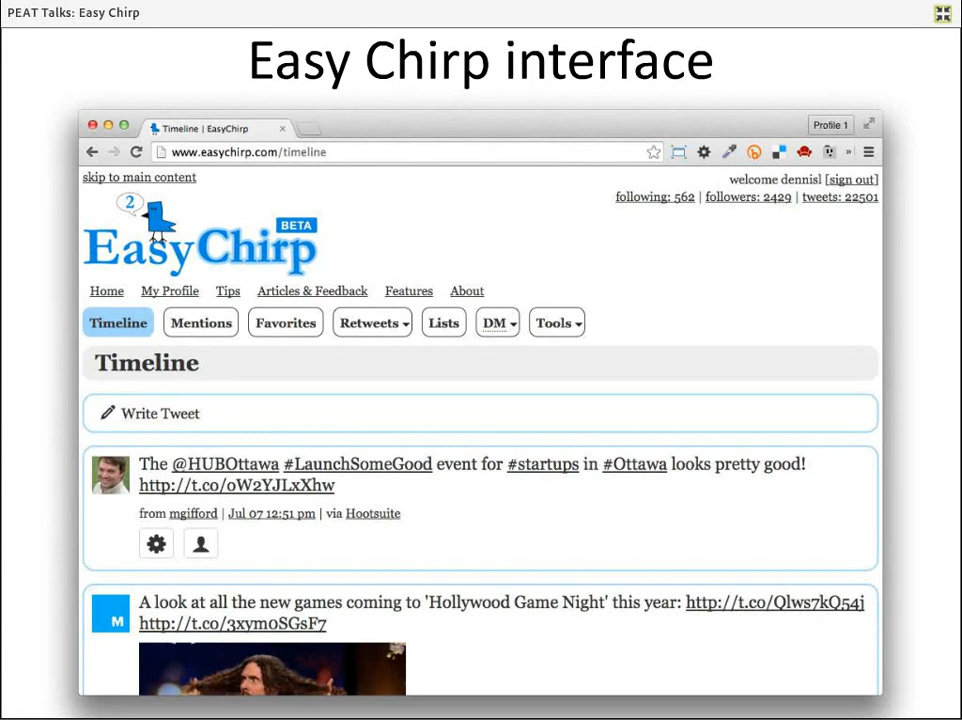 PEAT Talks: Easy Chirp
Easy Chirp interface
Timeline | EasyChirp
Profile 1
www.easychirp.com/timeline
skip to main content
welcome dennisl [sign out]
following: 562 | followers: 2429 | tweets: 22501
2
EasyChirp BETA
Home My Profile Tips Articles & Feedback Features About
Timeline Mentions Favorites Retweets Lists DM Tools
Timeline
Write Tweet
The @HUBOttawa #LaunchSomeGood event for #startups in #Ottawa looks pretty good!
http://t.co/0W2YJLxXhw
from mgifford | Jul 07 12:51 pm | via Hootsuite
M
A look at all the new games coming to 'Hollywood Game Night' this year: http://t.co/Qlws7kQ54j
http://t.co/3xym0SGsF7